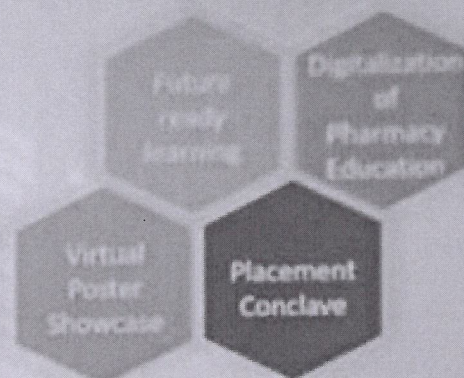 Future
ready
learning
Digitalization
of
Pharmacy
Education
Virtual
Poster
Showcase
Placement
Conclave